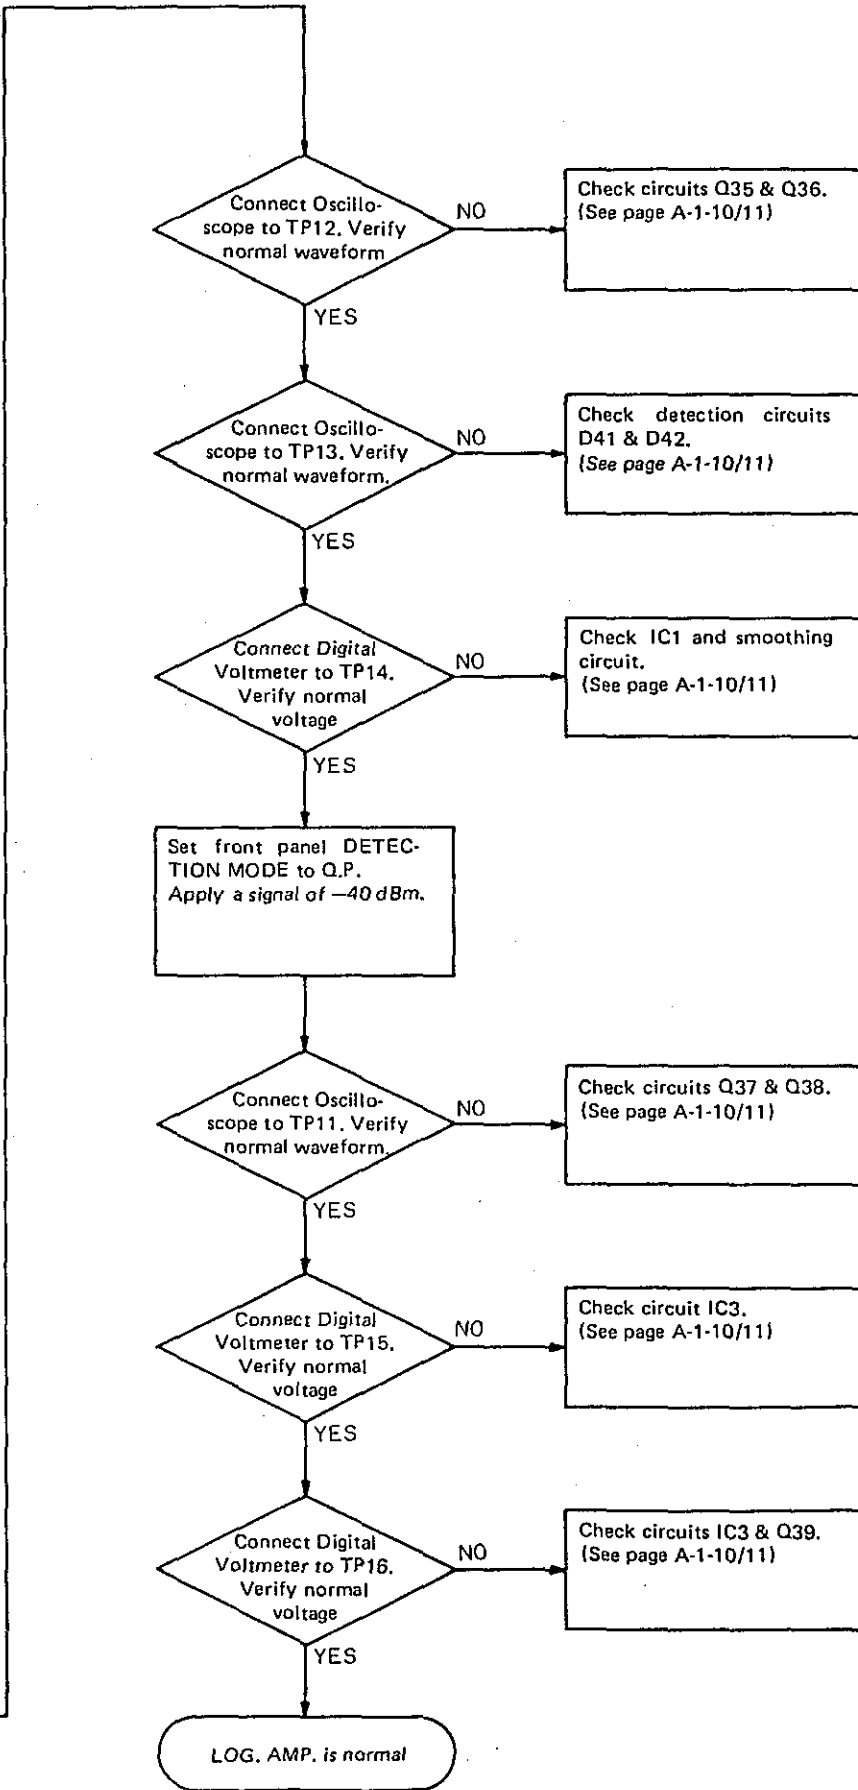 Connect Oscillo-
scope to TP12. Verify
normal waveform
NO
Check circuits Q35 & Q36.
(See page A-1-10/11)
YES
Connect Oscillo-
scope to TP13. Verify
normal waveform.
NO
Check detection circuits
D41 & D42.
(See page A-1-10/11)
YES
Connect Digital
Voltmeter to TP14.
Verify normal
voltage
NO
Check IC1 and smoothing
circuit.
(See page A-1-10/11)
YES
Set front panel DETEC-
TION MODE to Q.P.
Apply a signal of —40 dBm.
Connect Oscillo-
scope to TP11. Verify
normal waveform.
NO
Check circuits Q37 & Q38.
(See page A-1-10/11)
YES
Connect Digital
Voltmeter to TP15.
Verify normal
voltage
NO
Check circuit IC3.
(See page A-1-10/11)
YES
Connect Digital
Voltmeter to TP16.
Verify normal
voltage
NO
Check circuits IC3 & Q39.
(See page A-1-10/11)
YES
LOG. AMP. is normal